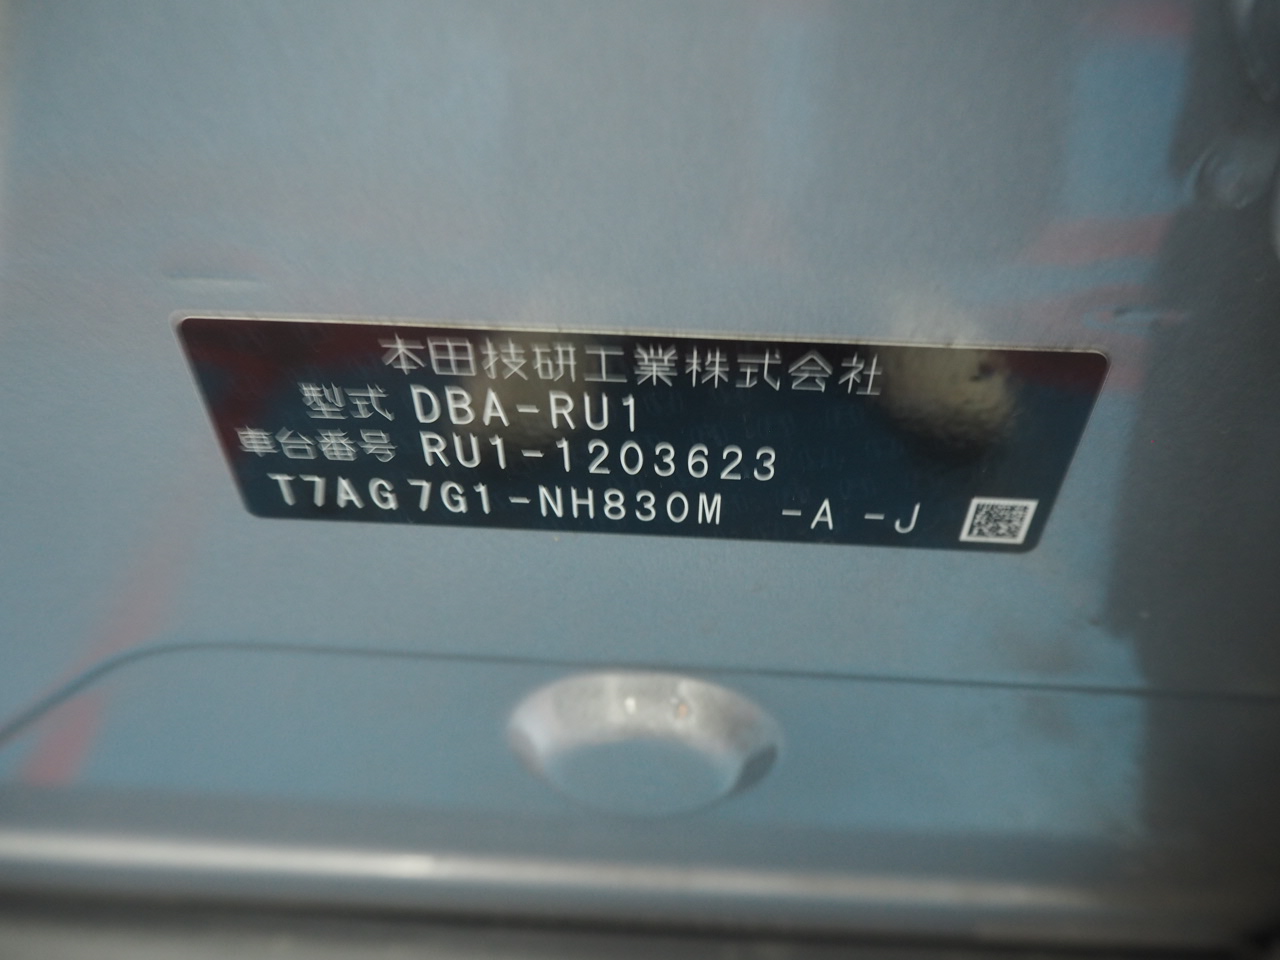 本田技研工業株式会社
型式 DBA-RU1
車台番号 RU1-1203623
T7AG7G1-NH830M -A -J